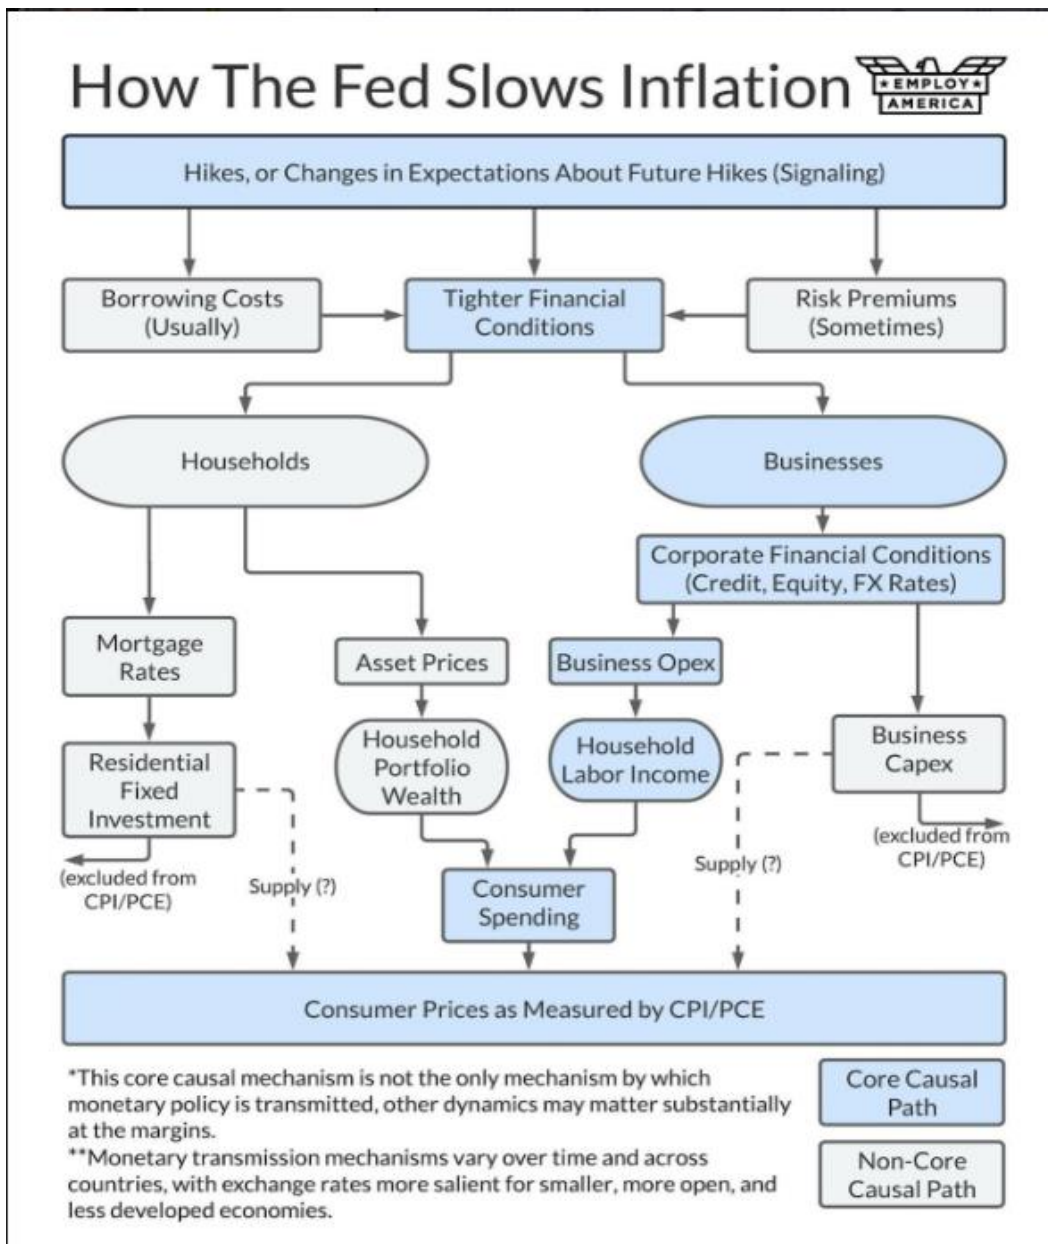 How The Fed Slows Inflation
EMPLOY
AMERICA
Hikes, or Changes in Expectations About Future Hikes (Signaling)
Borrowing Costs
(Usually)
Tighter Financial
Conditions
Risk Premiums
(Sometimes)
Households
Businesses
Corporate Financial Conditions
(Credit, Equity, FX Rates)
Mortgage
Rates
Asset Prices
Business Opex
Residential
Fixed
Investment
Household
Portfolio
Wealth
Household
Labor Income
Business
Capex
(excluded from
CPI/PCE)
Supply (?)
Consumer
Spending
Supply (?)
(excluded from
CPI/PCE)
Consumer Prices as Measured by CPI/PCE
*This core causal mechanism is not the only mechanism by which
monetary policy is transmitted, other dynamics may matter substantially
at the margins.
**Monetary transmission mechanisms vary over time and across
countries, with exchange rates more salient for smaller, more open, and
less developed economies.
Core Causal
Path
Non-Core
Causal Path